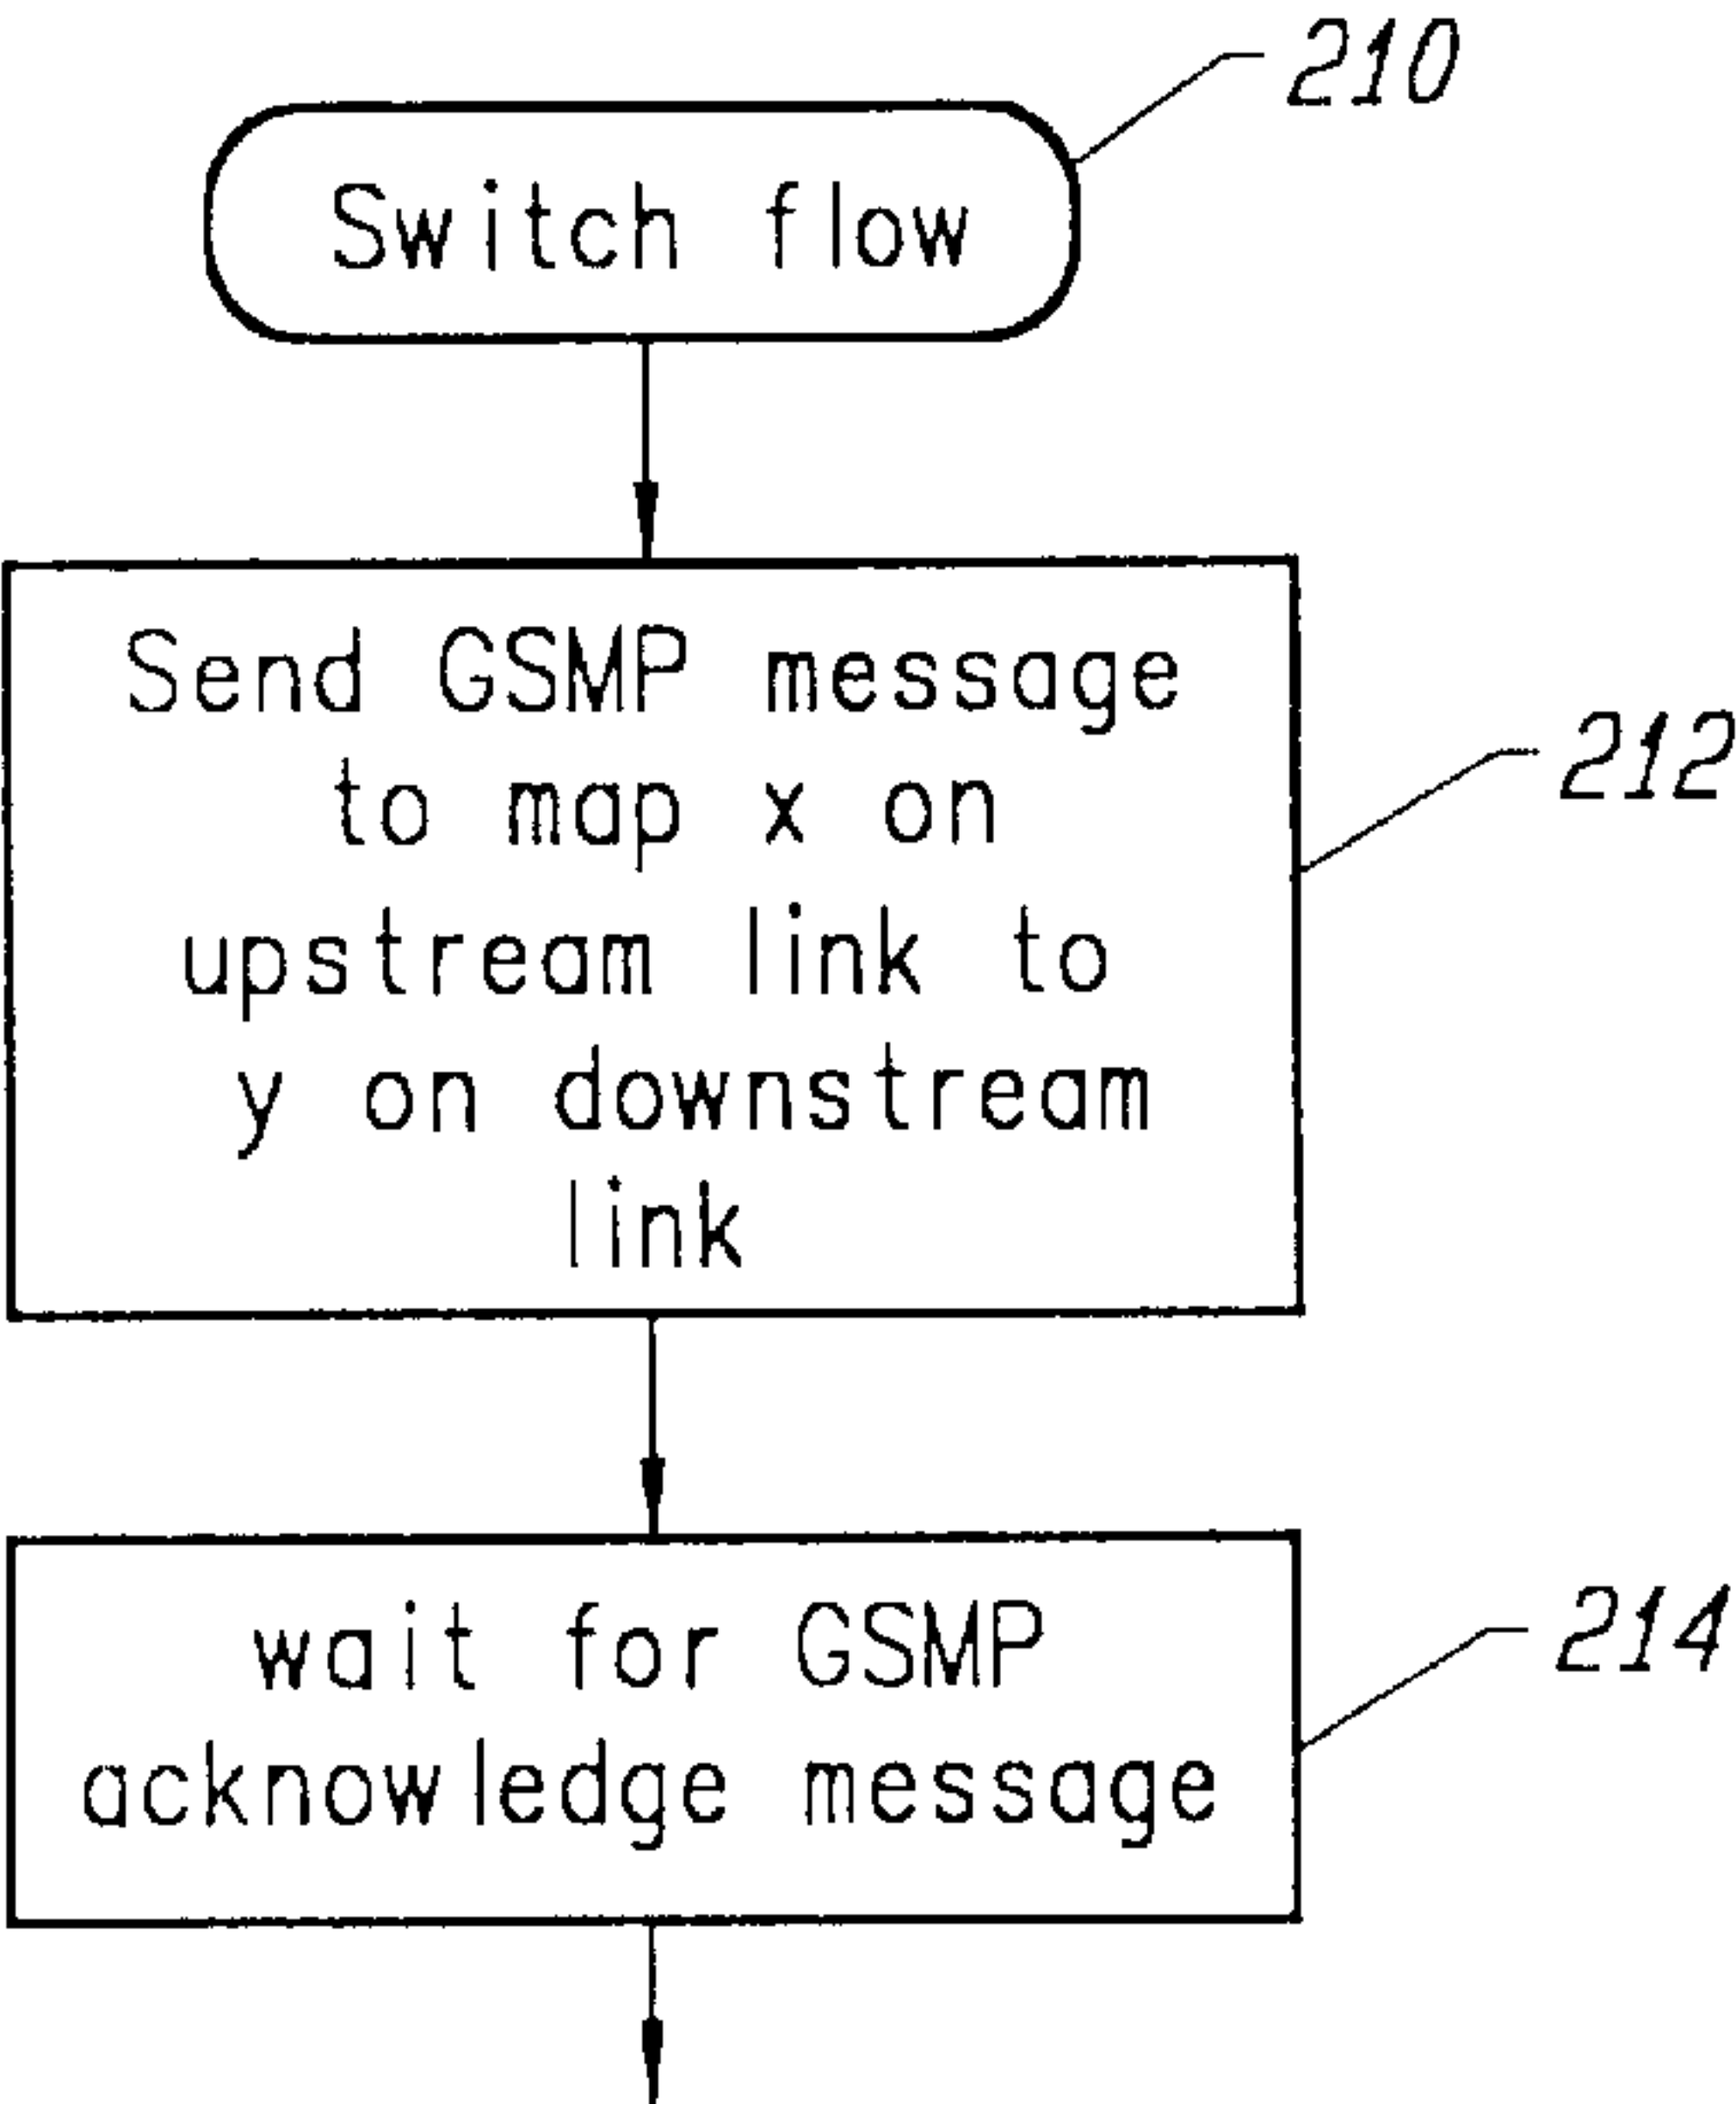 210
Switch flow
Send GSMP message
to map x on
upstream link to
y on downstream
link
212
wait for GSMP
acknowledge message
214